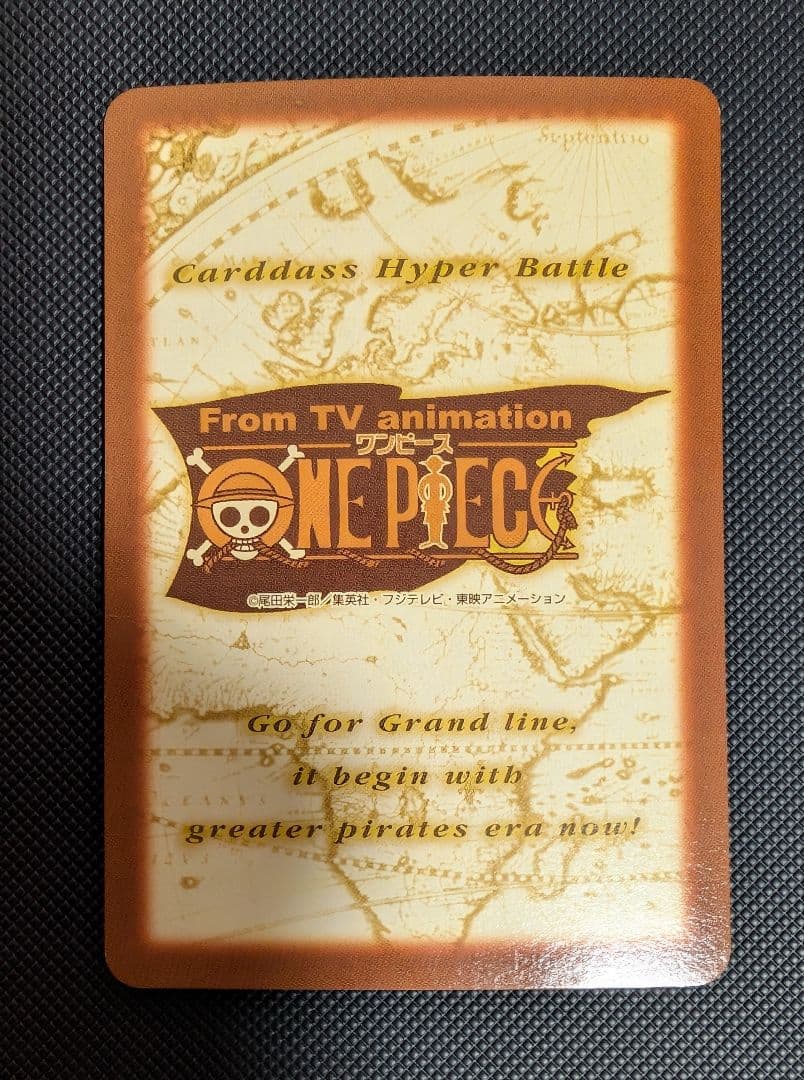 Septentrio
Carddass Hyper Battle
From TV animation
ワンピース
ONE PIECE
©尾田栄一郎／集英社・フジテレビ・東映アニメーション
Go for Grand line,
it begin with
greater pirates era now!